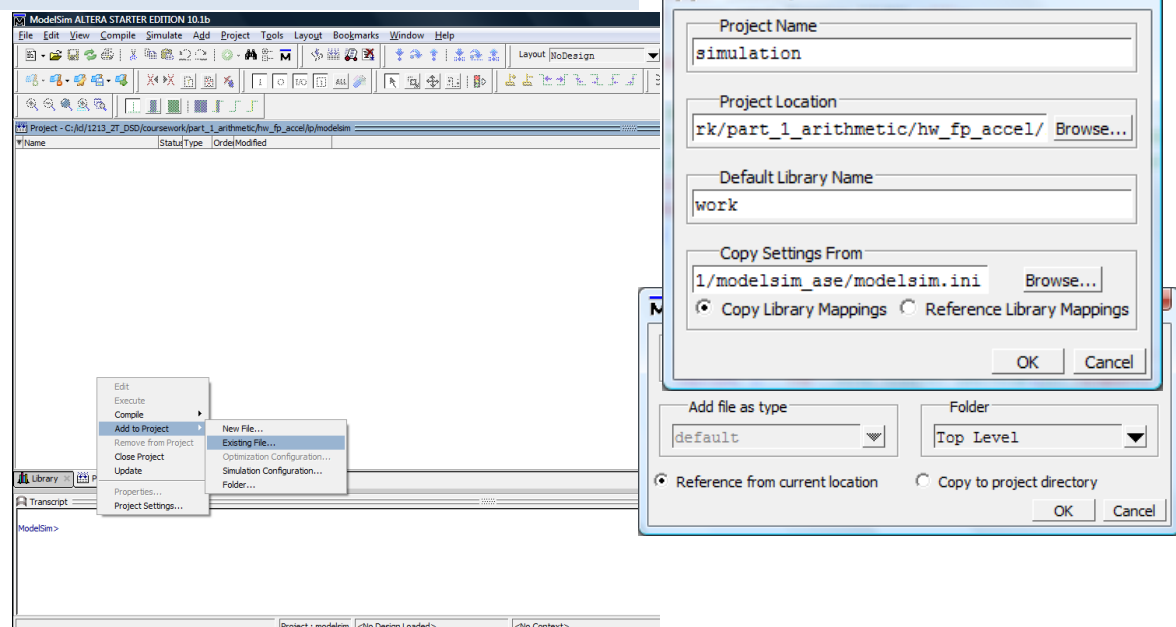 ModelSim ALTERA STARTER EDITION 10.1b
File Edit View Compile Simulate Add Project Tools Layout Bookmarks Window Help
Layout NoDesign
Project - C:/id/1213_2T_DSD/coursework/part_1_arithmetic/hw_fp_accel/ip/modelsim
Name Status Type Order Modified
Edit
Execute
Compile
Add to Project
Remove from Project
Close Project
Update
Properties...
Project Settings...
New File...
Existing File...
Optimization Configuration...
Simulation Configuration...
Folder...
Library
Transcript
ModelSim>
Project : modelsim <No Design Loaded> <No Context>
Project Name
simulation
Project Location
rk/part_1_arithmetic/hw_fp_accel/ Browse...
Default Library Name
work
Copy Settings From
1/modelsim_ase/modelsim.ini Browse...
Copy Library Mappings Reference Library Mappings
OK Cancel
Add file as type Folder
default Top Level
Reference from current location Copy to project directory
OK Cancel